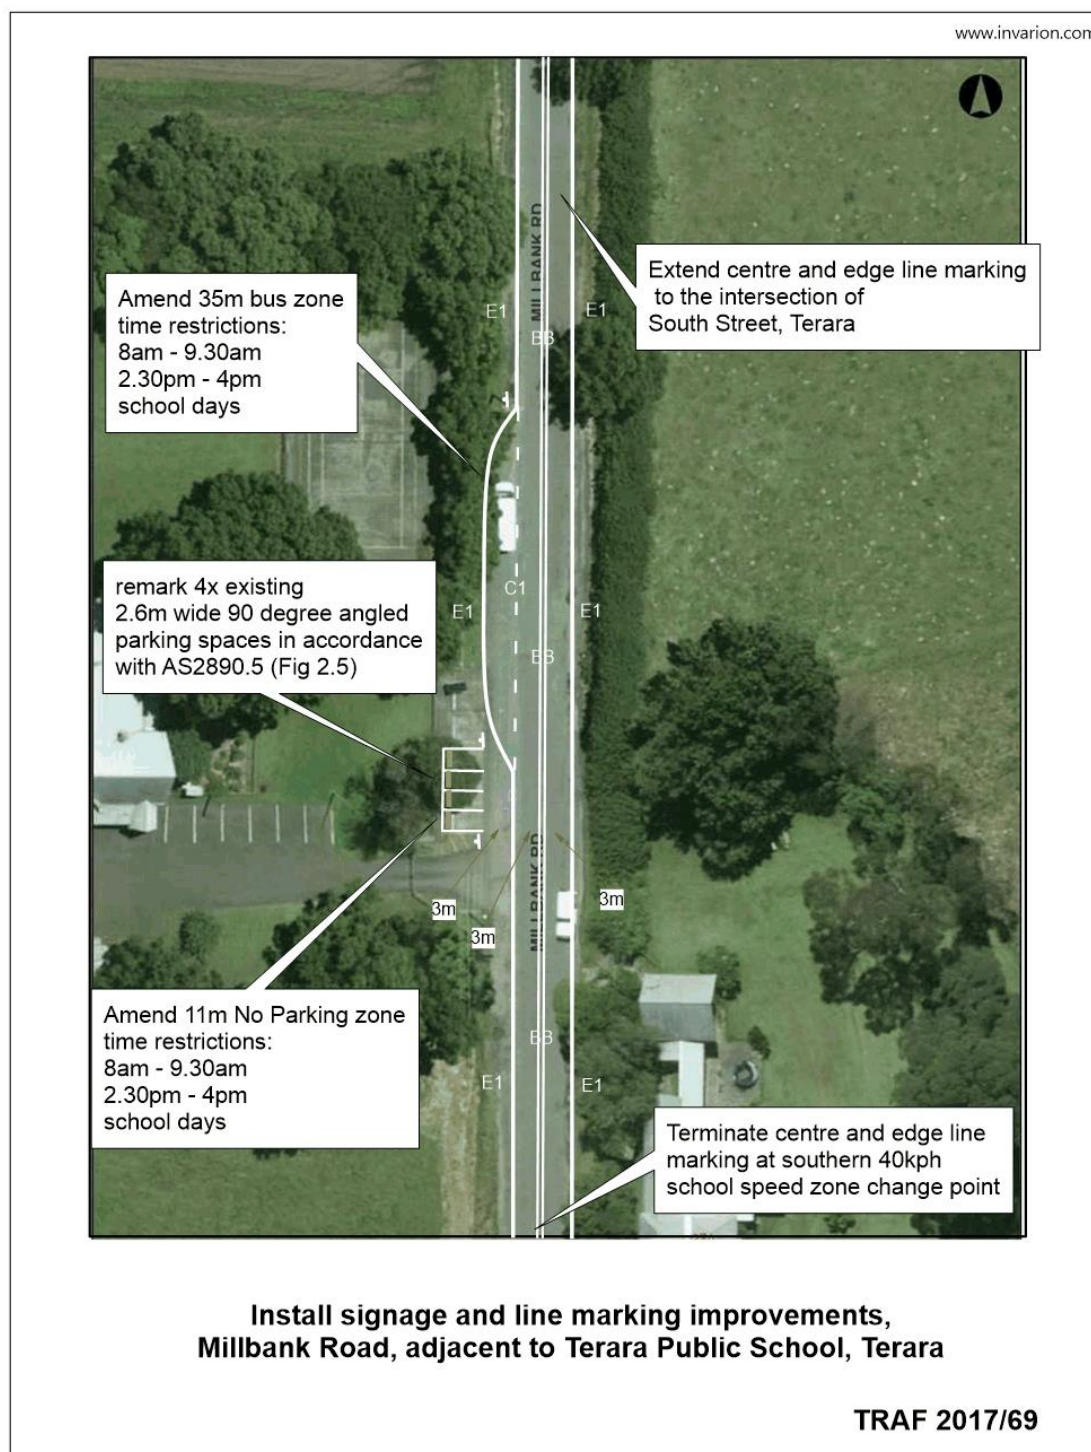 www.invarion.com
MILLBANK RD
Extend centre and edge line marking
to the intersection of
South Street, Terara
Amend 35m bus zone
time restrictions:
8am - 9.30am
2.30pm - 4pm
school days
E1
E1
BB
remark 4x existing
2.6m wide 90 degree angled
parking spaces in accordance
with AS2890.5 (Fig 2.5)
C1
E1
E1
BB
MILLBANK RD
3m
3m
3m
Amend 11m No Parking zone
time restrictions:
8am - 9.30am
2.30pm - 4pm
school days
BB
E1
E1
Terminate centre and edge line
marking at southern 40kph
school speed zone change point
Install signage and line marking improvements,
Millbank Road, adjacent to Terara Public School, Terara
TRAF 2017/69